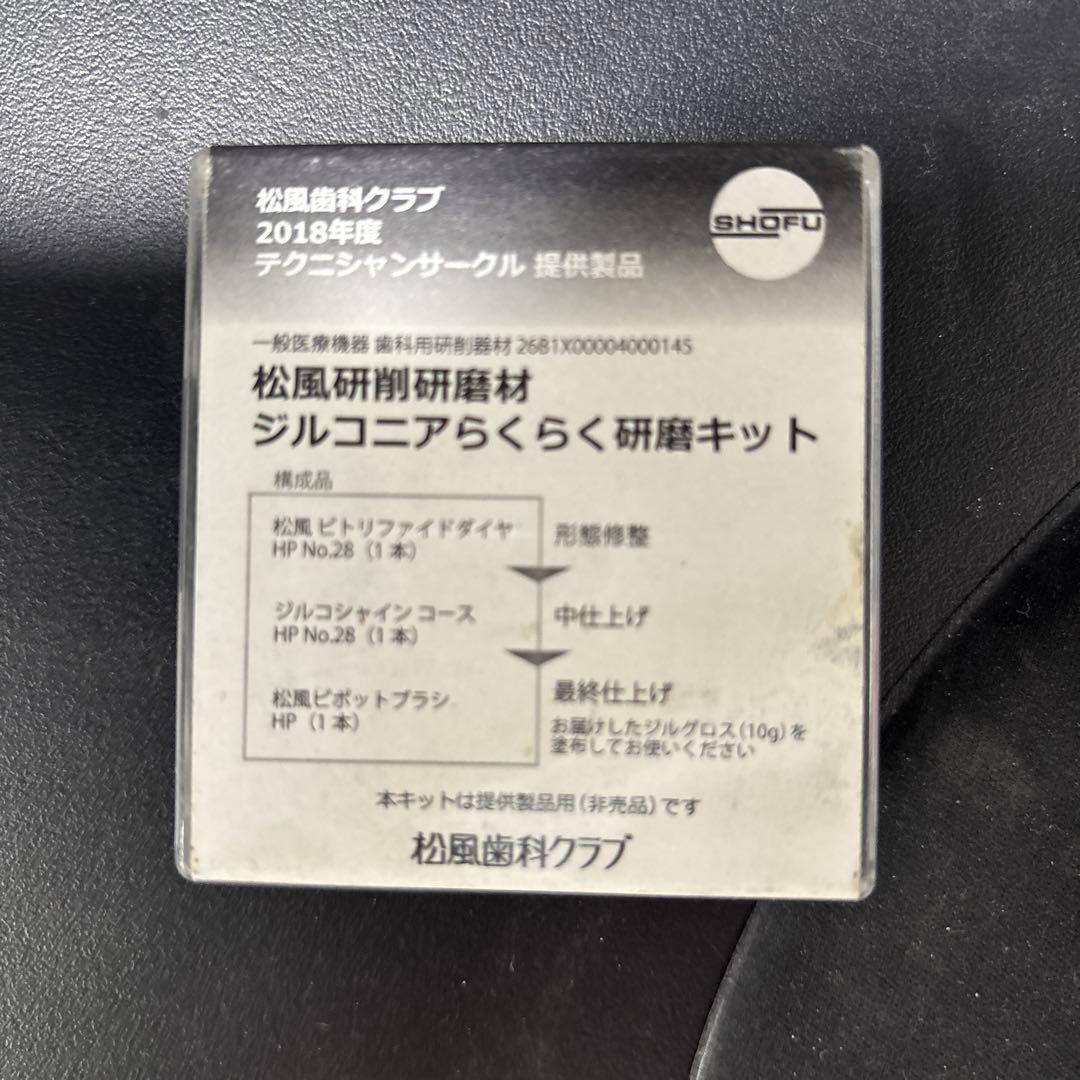 松風歯科クラブ
2018年度
テクニシャンサークル 提供製品
SHOFU
一般医療機器 歯科用研削器材 26B1X00004000145
松風研削研磨材
ジルコニアらくらく研磨キット
構成品
松風 ビトリファイドダイヤ
HP No.28（1本）
形態修整
ジルコシャイン コース
HP No.28（1本）
中仕上げ
松風ピボットブラシ
HP（1本）
最終仕上げ
お届けしたジルグロス（10g）を
塗布してお使いください
本キットは提供製品用（非売品）です
松風歯科クラブ